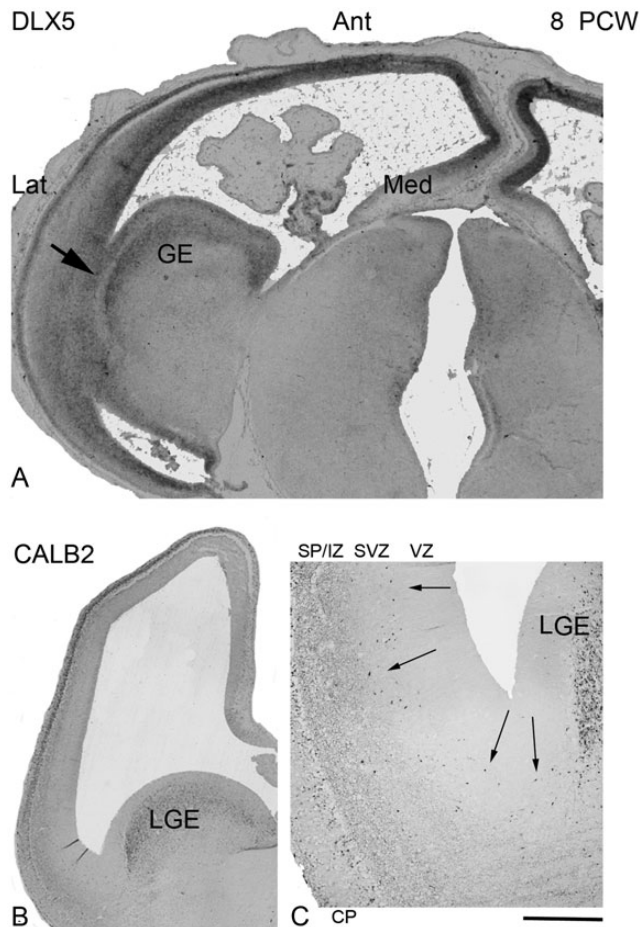 DLX5 Ant 8 PCW
Lat
Med
GE
A
CALB2
SP/IZ SVZ VZ
LGE
LGE
B
C
CP